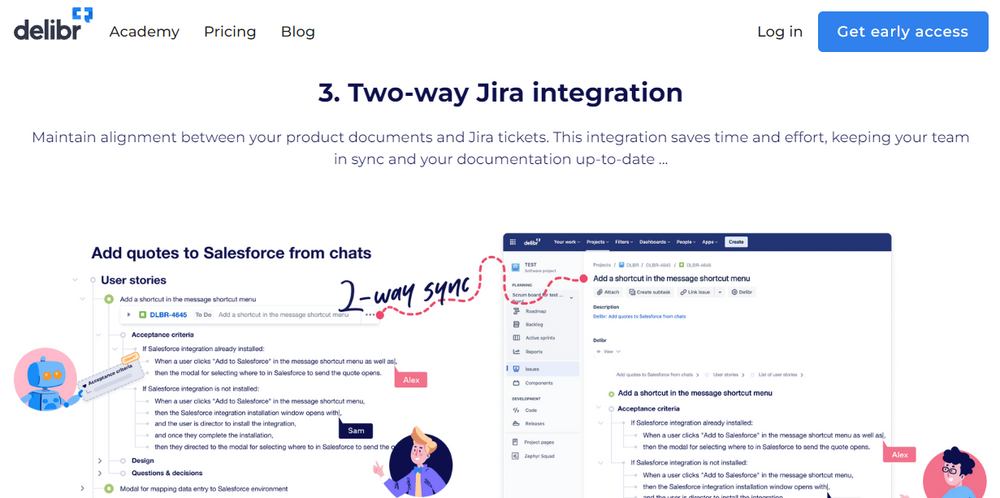 delibr
Academy
Pricing
Blog
Log in
Get early access
3. Two-way Jira integration
Maintain alignment between your product documents and Jira tickets. This integration saves time and effort, keeping your team
in sync and your documentation up-to-date ...
Add quotes to Salesforce from chats
User stories
Add a shortcut in the message shortcut menu
DLBR-4645 To Do Add a shortcut in the message shortcut menu
Acceptance criteria
If Salesforce integration already installed:
When a user clicks "Add to Salesforce" in the message shortcut menu as well as
then the modal for selecting where to in Salesforce to send the quote opens.
Alex
If Salesforce integration is not installed:
When a user clicks "Add to Salesforce" in the message shortcut menu,
then the Salesforce integration installation window opens with
and the user is director to install the integration,
Sam
and once they complete the installation,
then they directed to the modal for selecting where to in Salesforce to send the
Design
Questions & decisions
Modal for mapping data entry to Salesforce environment
Acceptance criteria
2-way sync
delibr
Your work
Projects
Filters
Dashboards
People
Apps
Create
TEST
Software project
PLANNING
Scrum board for test ...
Board
Roadmap
Backlog
Active sprints
Reports
Issues
Components
DEVELOPMENT
Code
Releases
Project pages
Zephyr Squad
Projects / DLBR / DLBR-4645 / DLBR-4646
Add a shortcut in the message shortcut menu
Attach
Create subtask
Link issue
Delibr
Description
Delibr: Add quotes to Salesforce from chats
Delibr
View
Add quotes to Salesforce from chats > User stories > List of user stories >
Add a shortcut in the message shortcut menu
Acceptance criteria
If Salesforce integration already installed:
When a user clicks "Add to Salesforce" in the message shortcut menu as well as
then the modal for selecting where to in Salesforce to send the quote opens.
Alex
If Salesforce integration is not installed:
When a user clicks "Add to Salesforce" in the message shortcut menu,
then the Salesforce integration installation window opens with
and the user is director to install the integration